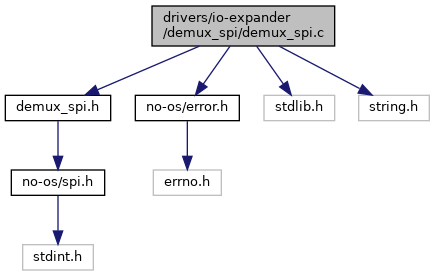 drivers/io-expander
/demux_spi/demux_spi.c
demux_spi.h
no-os/error.h
stdlib.h
string.h
no-os/spi.h
errno.h
stdint.h